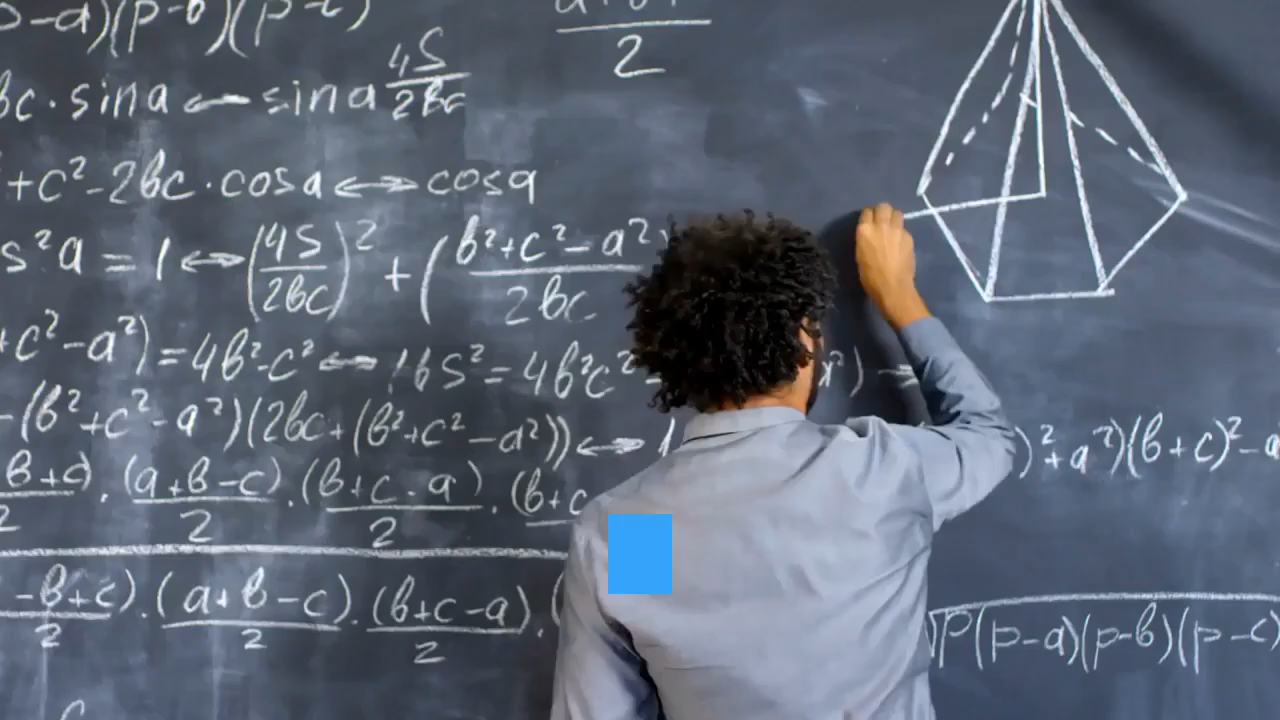 p-a)(p-b)(p-c)
2
bc·sina ← sina 4S/2bc
+c²-2bc·cosa ↔ cosa
s²a = 1 ↔ (4S/2bc)² + (b²+c²-a²/2bc
+c²-a²)=4b²-c² ↔ 16S²=4b²c²
-(b²+c²-a²)(2bc+(b²+c²-a²)) ↔ )²+a²)(b+c)²-a
b+c)/2·(a+b-c)/2·(b+c-a)/2·(b+c
-b+c)/2·(a+b-c)/2·(b+c-a)/2·(
P(p-a)(p-b)(p-c)